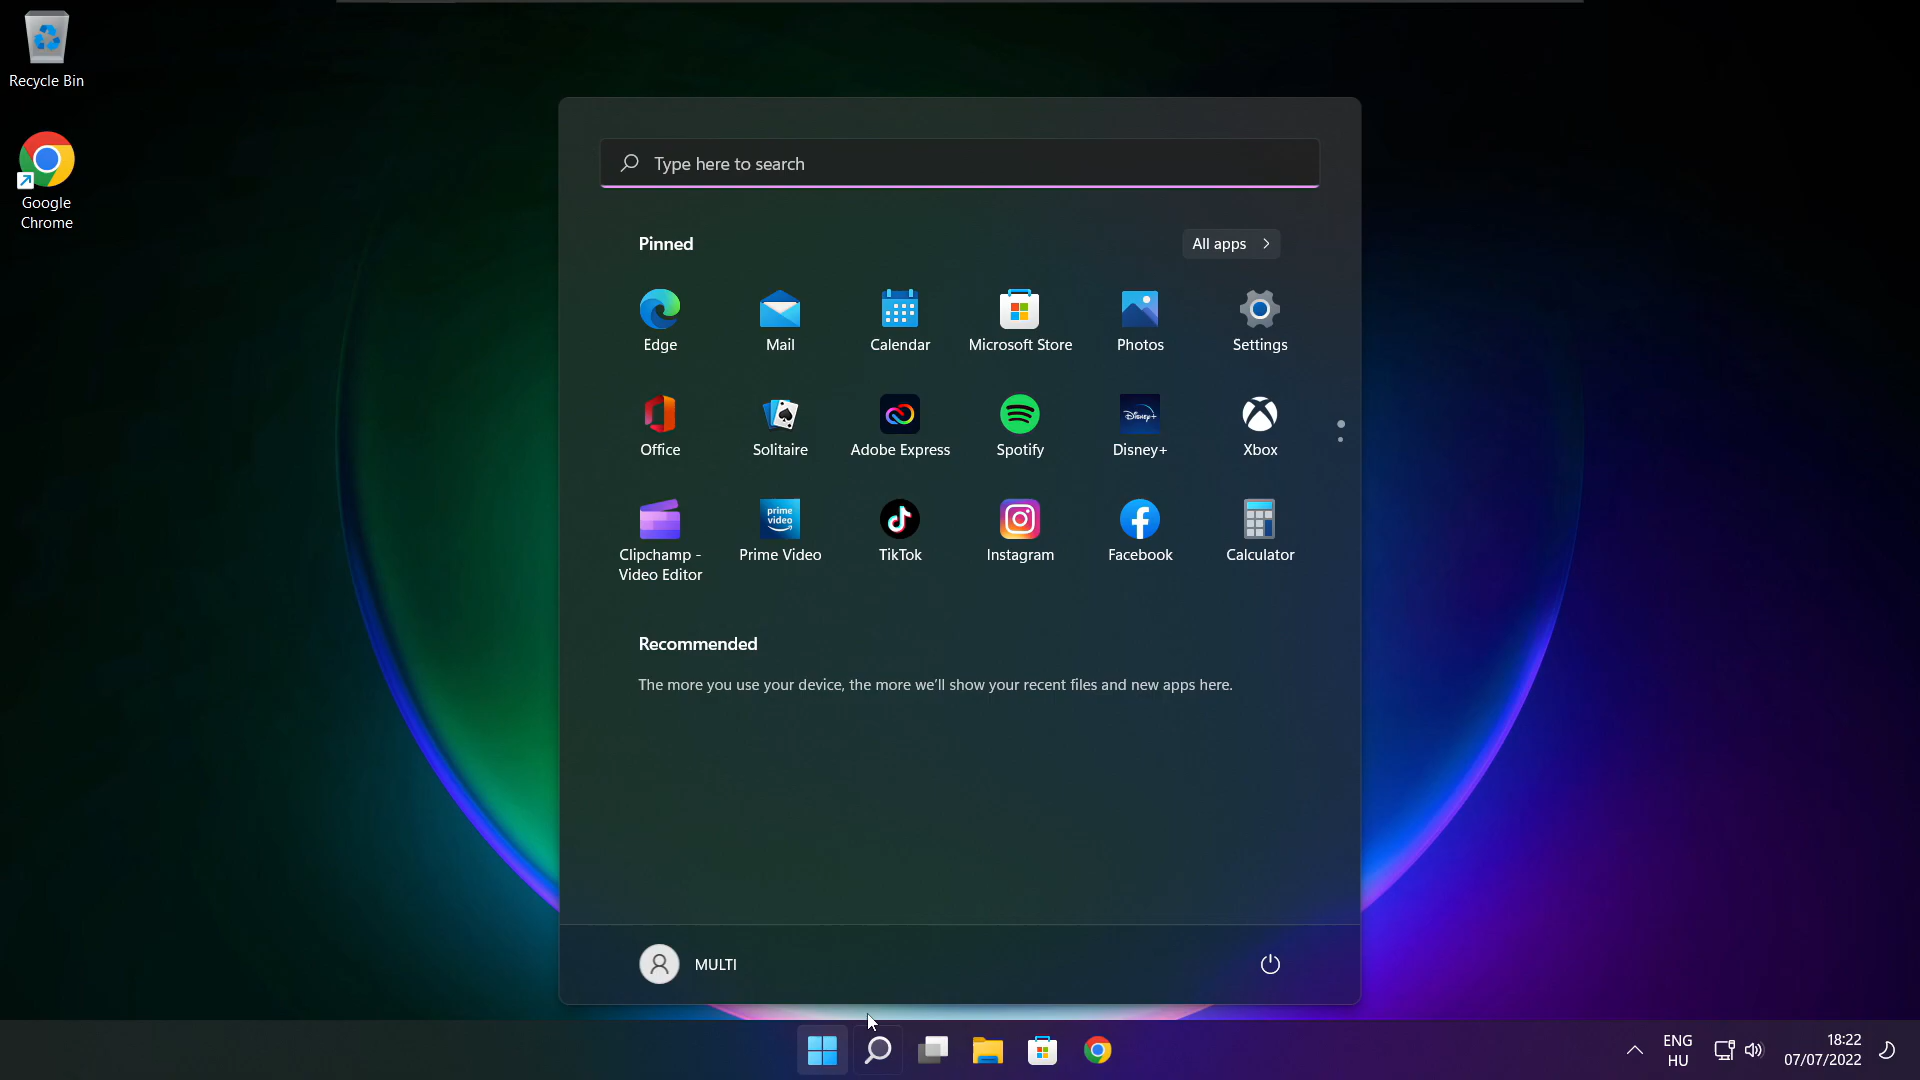 Recycle Bin
Google
Chrome
Type here to search
Pinned
All apps
Edge
Mail
Calendar
Microsoft Store
Photos
Settings
Office
Solitaire
Adobe Express
Spotify
Disney+
Disney+
Xbox
prime
video
Clipchamp -
Video Editor
Prime Video
TikTok
Instagram
Facebook
Calculator
Recommended
The more you use your device, the more we'll show your recent files and new apps here.
MULTI
ENG
HU
18:22
07/07/2022